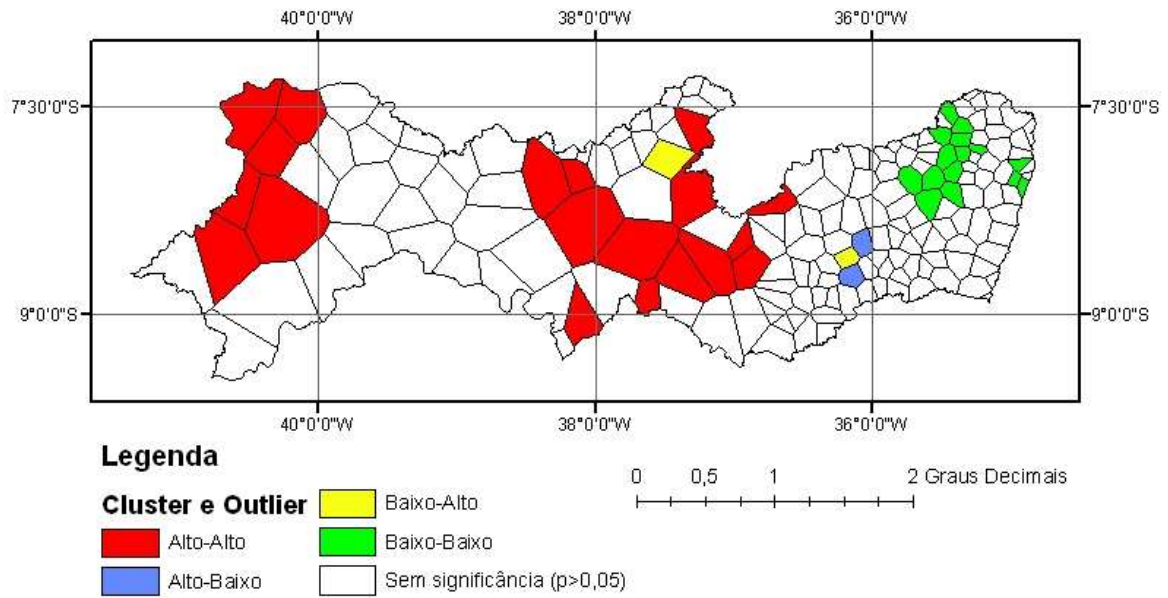 40°0'0"W 38°0'0"W 36°0'0"W
7°30'0"S 7°30'0"S
9°0'0"S 9°0'0"S
40°0'0"W 38°0'0"W 36°0'0"W
Legenda
0 0,5 1 2 Graus Decimais
Cluster e Outlier
Alto-Alto
Alto-Baixo
Baixo-Alto
Baixo-Baixo
Sem significância (p>0,05)